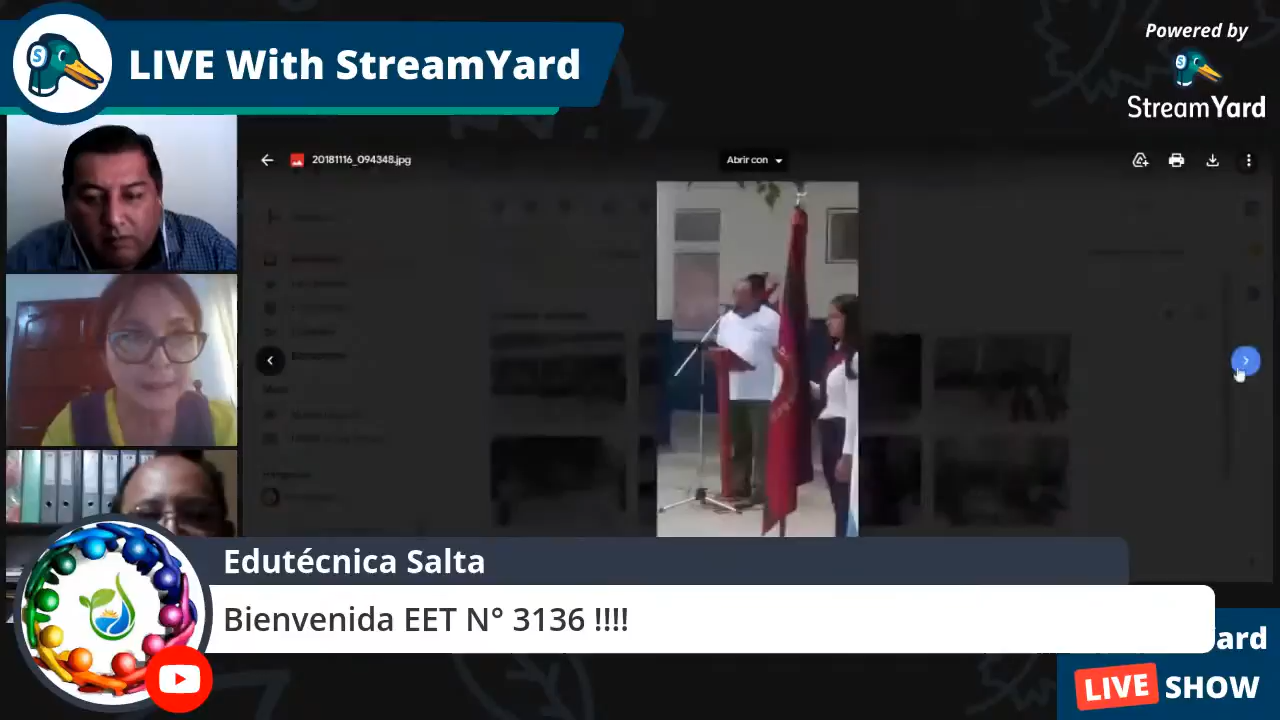 LIVE With StreamYard
Powered by
StreamYard
20181116_094348.jpg
Abrir con
Edutécnica Salta
Bienvenida EET N° 3136 !!!!
ard
LIVE SHOW